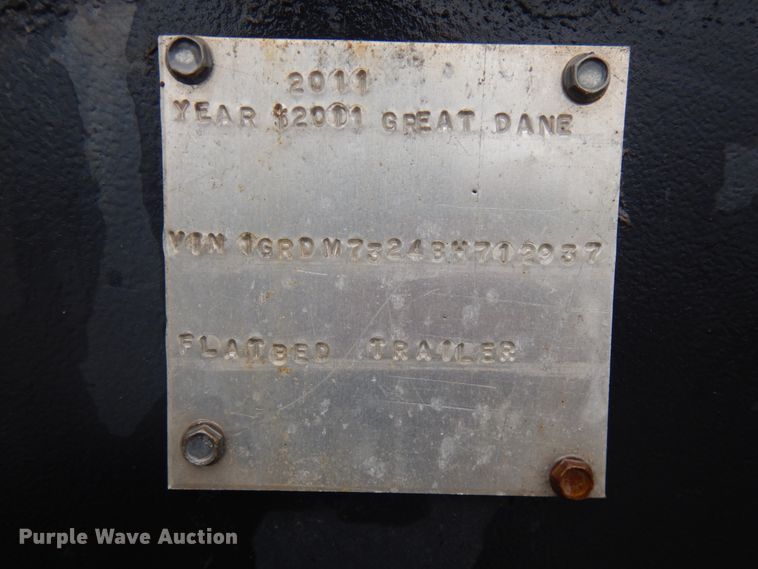 2011
YEAR 2011 GREAT DANE
VIN 1GRDM7324BH712937
FLATBED TRAILER
Purple Wave Auction